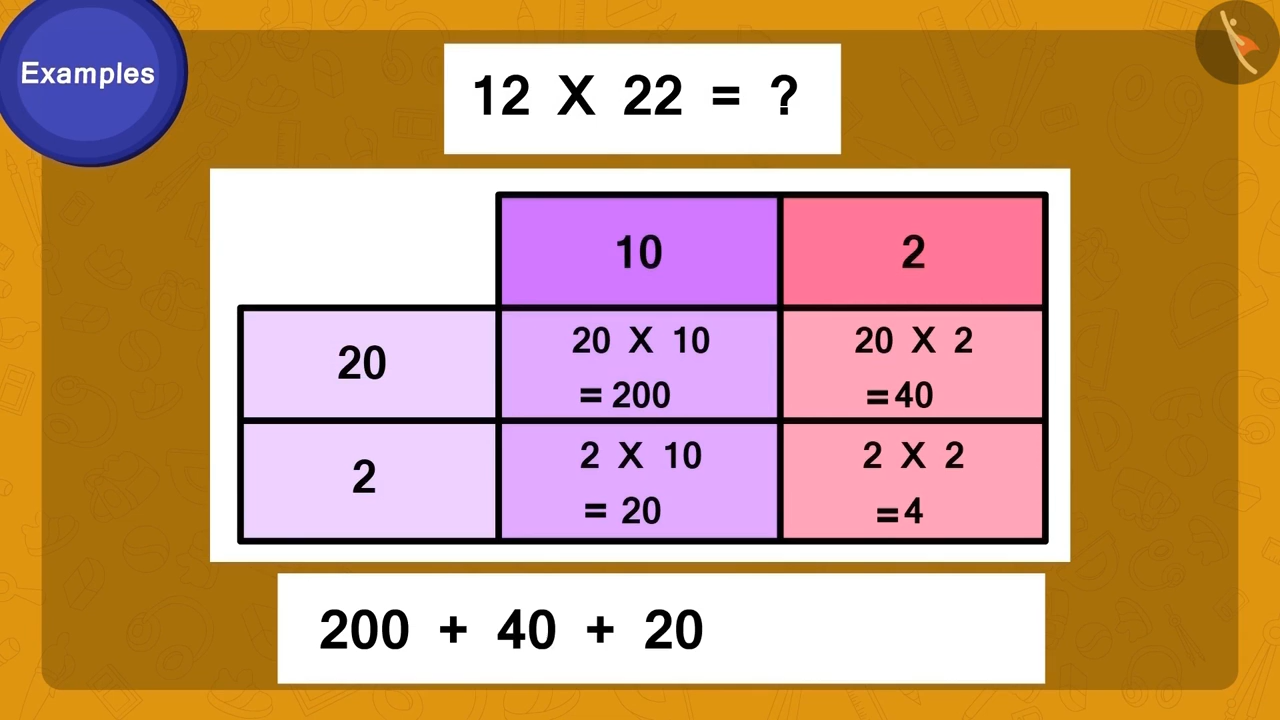 Examples
12 X 22 = ?
10 2
20 20 X 10 = 200 20 X 2 = 40
2 2 X 10 = 20 2 X 2 = 4
200 + 40 + 20